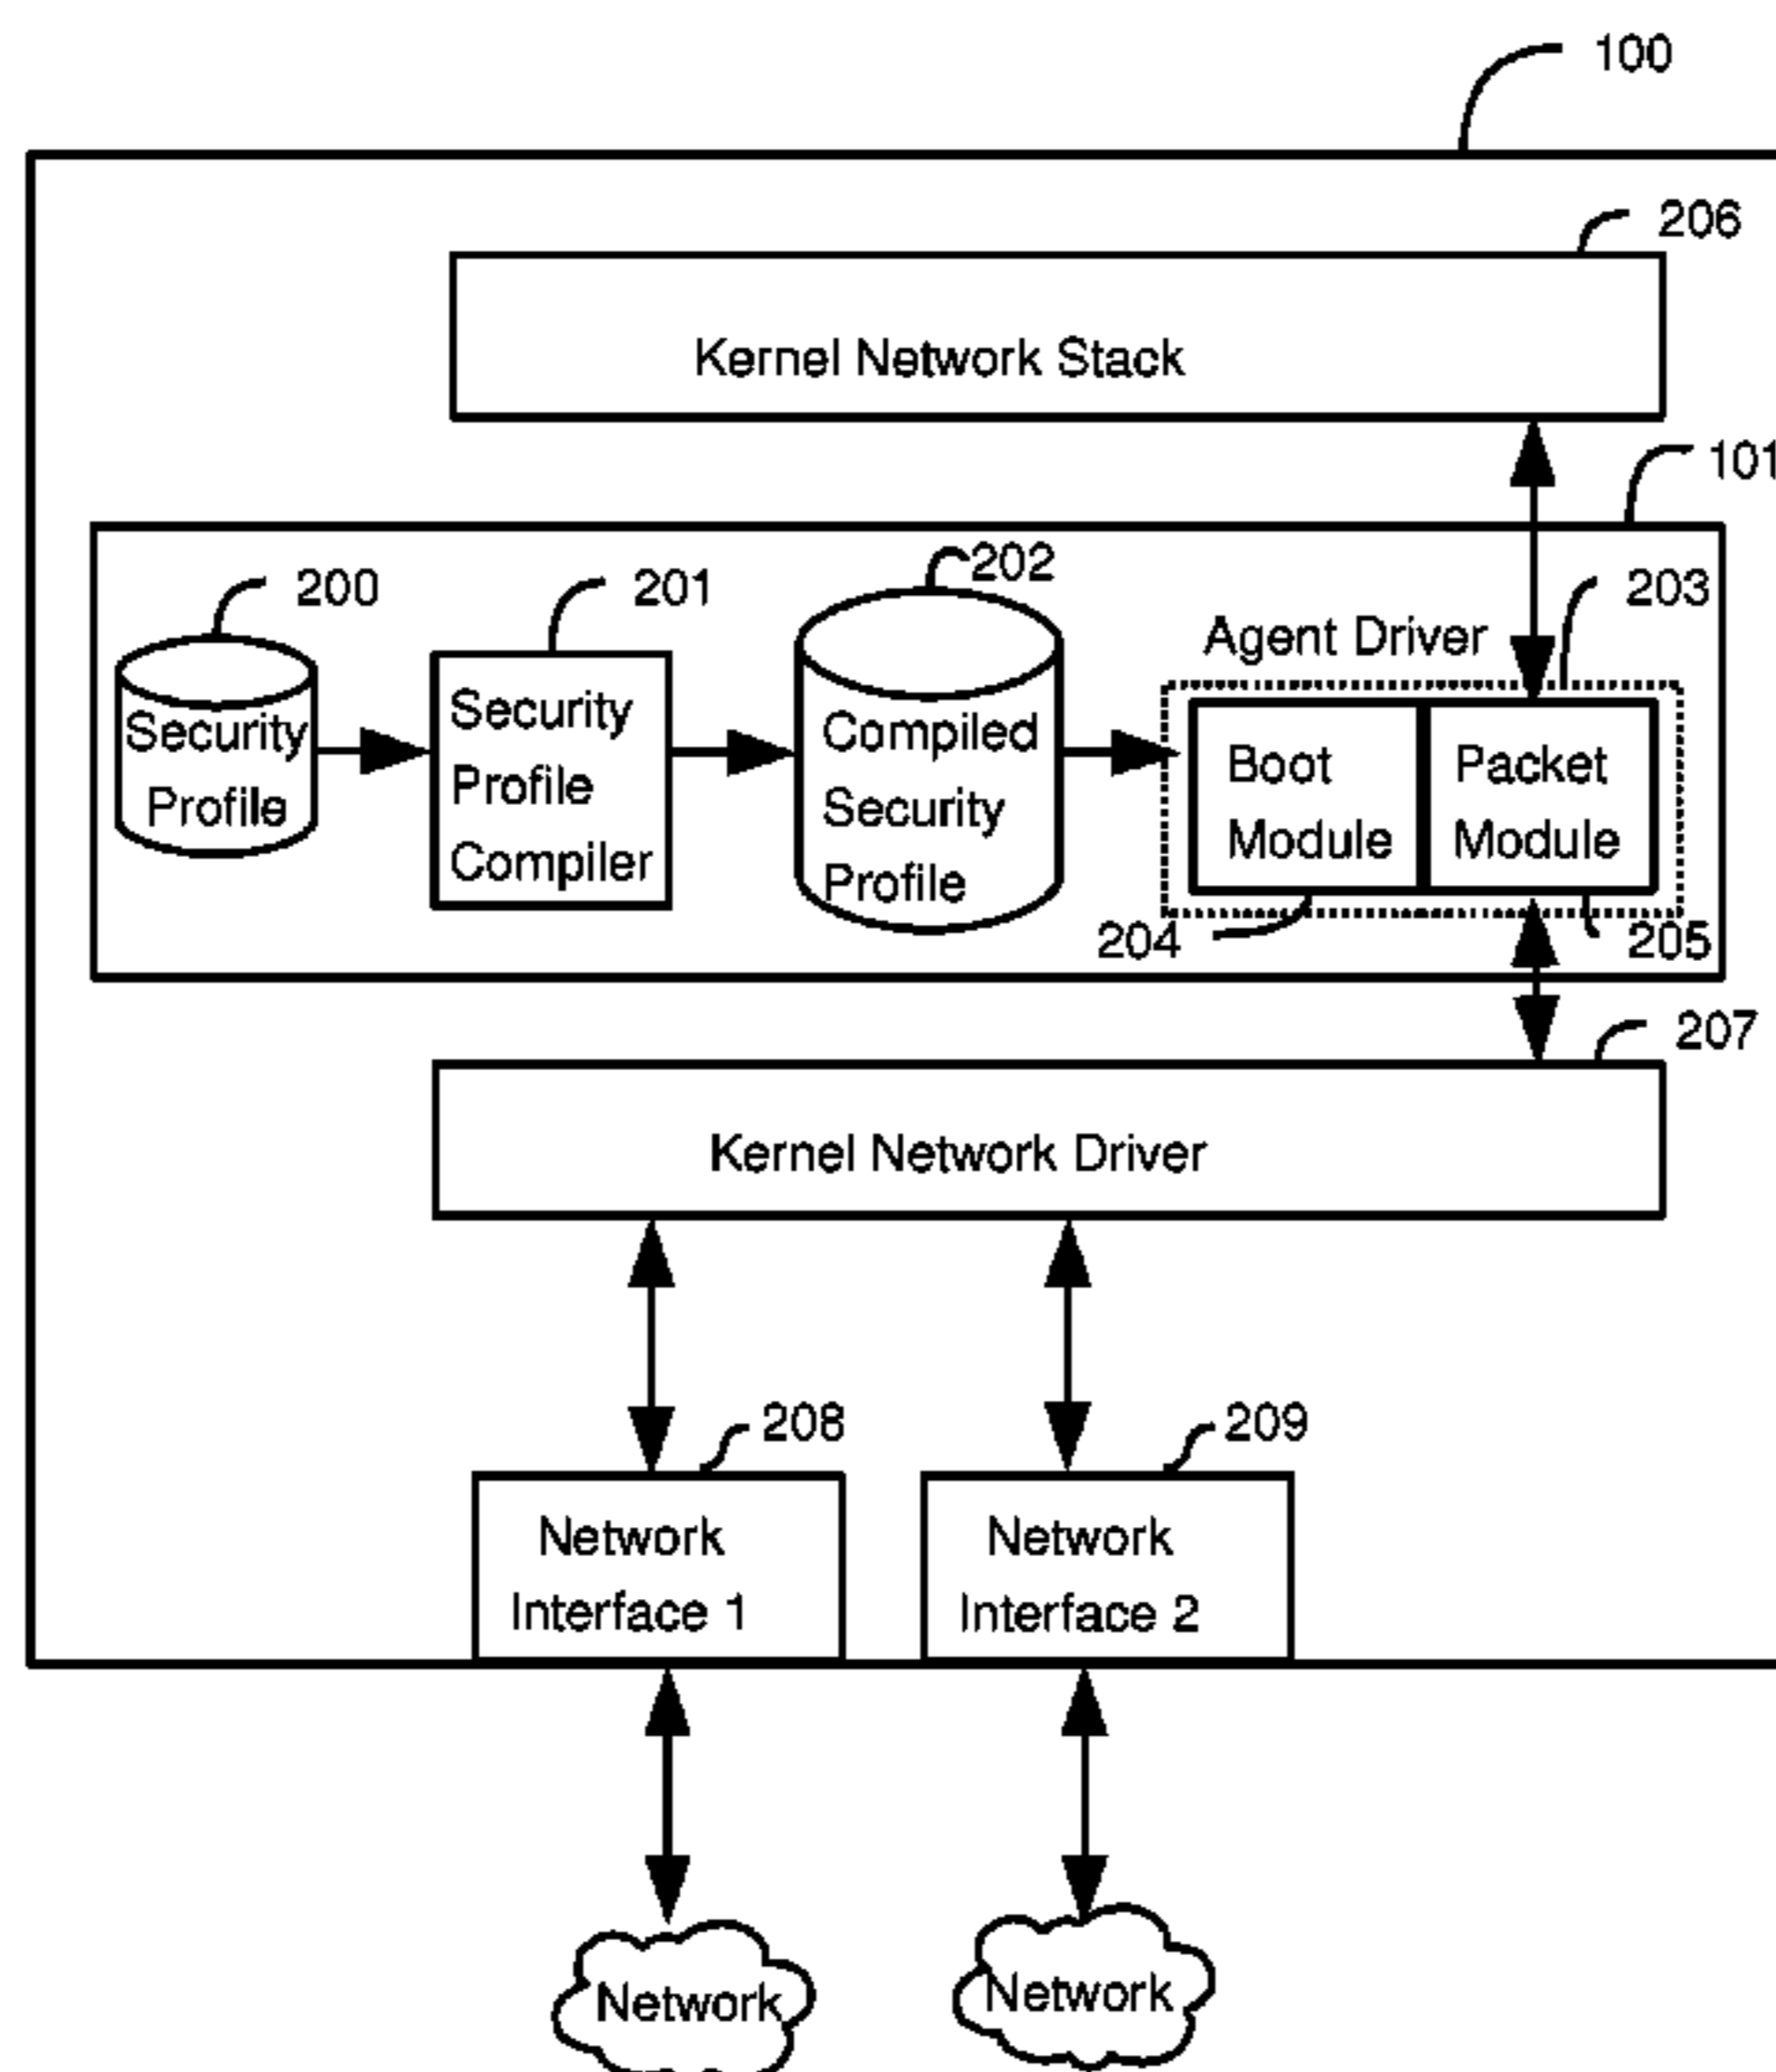 100
206
Kernel Network Stack
101
200
201
202
203
Agent Driver
Security
Profile
Security
Profile
Compiler
Compiled
Security
Profile
Boot
Module
Packet
Module
204
205
207
Kernel Network Driver
208
209
Network
Interface 1
Network
Interface 2
Network
Network